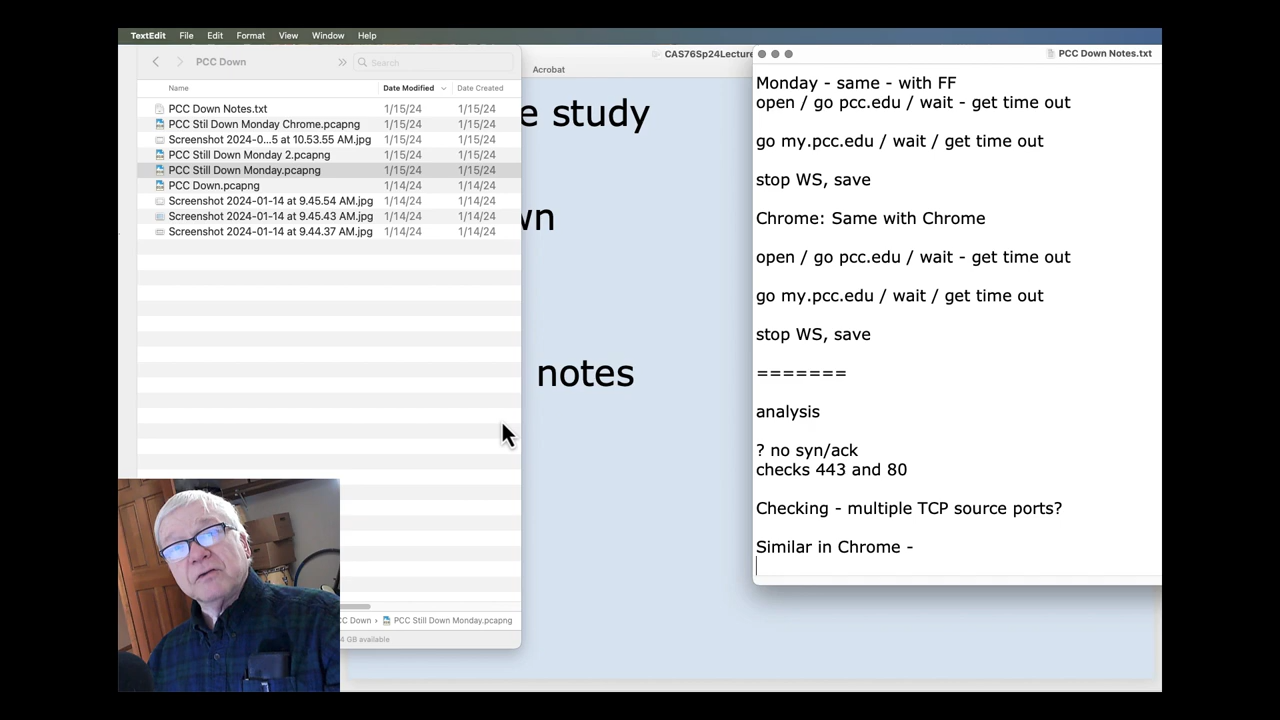 TextEdit File Edit Format View Window Help
PCC Down
Search
Name Date Modified Date Created
PCC Down Notes.txt 1/15/24 1/15/24
PCC Stil Down Monday Chrome.pcapng 1/15/24 1/15/24
Screenshot 2024-0...5 at 10.53.55 AM.jpg 1/15/24 1/15/24
PCC Still Down Monday 2.pcapng 1/15/24 1/15/24
PCC Still Down Monday.pcapng 1/15/24 1/15/24
PCC Down.pcapng 1/14/24 1/14/24
Screenshot 2024-01-14 at 9.45.54 AM.jpg 1/14/24 1/14/24
Screenshot 2024-01-14 at 9.45.43 AM.jpg 1/14/24 1/14/24
Screenshot 2024-01-14 at 9.44.37 AM.jpg 1/14/24 1/14/24
CC Down › PCC Still Down Monday.pcapng
4 GB available
CAS76Sp24Lecture
Acrobat
e study
wn
notes
PCC Down Notes.txt
Monday - same - with FF
open / go pcc.edu / wait - get time out
go my.pcc.edu / wait / get time out
stop WS, save
Chrome: Same with Chrome
open / go pcc.edu / wait - get time out
go my.pcc.edu / wait / get time out
stop WS, save
=======
analysis
? no syn/ack
checks 443 and 80
Checking - multiple TCP source ports?
Similar in Chrome -